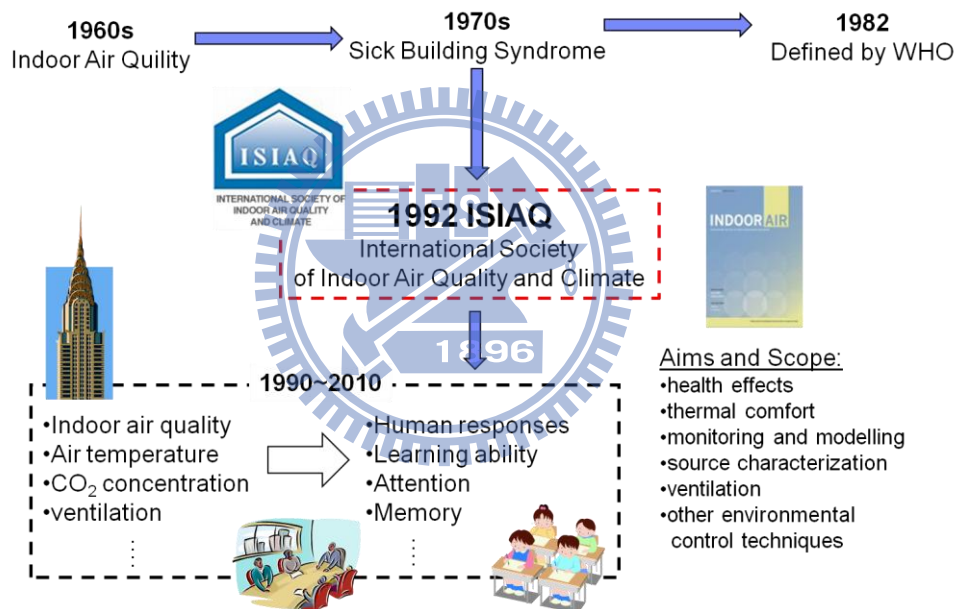 1960s
Indoor Air Quility
1970s
Sick Building Syndrome
1982
Defined by WHO
ISIAQ
INTERNATIONAL SOCIETY OF
INDOOR AIR QUALITY
AND CLIMATE
ES
1992 ISIAQ
International Society
of Indoor Air Quality and Climate
1896
INDOOR AIR
1990~2010
•Indoor air quality
•Air temperature
•CO₂ concentration
•ventilation
⋮
•Human responses
•Learning ability
•Attention
•Memory
⋮
Aims and Scope:
•health effects
•thermal comfort
•monitoring and modelling
•source characterization
•ventilation
•other environmental
control techniques